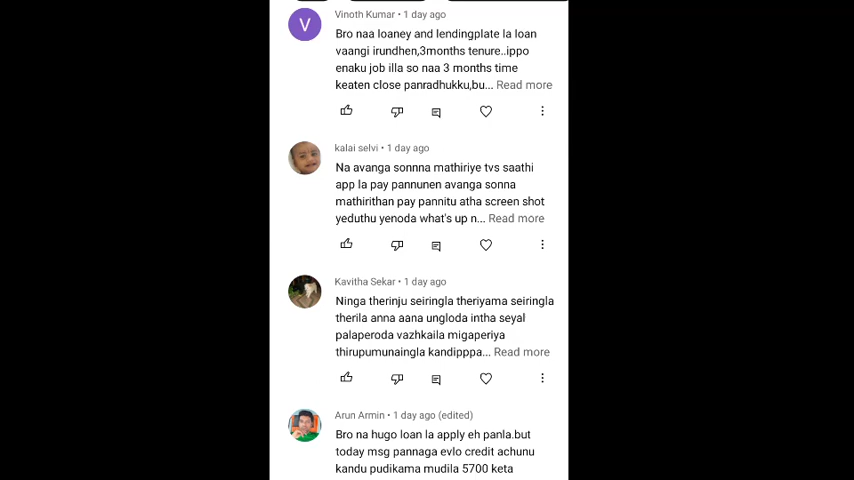 V
Vinoth Kumar • 1 day ago
Bro naa loaney and lendingplate la loan
vaangi irundhen,3months tenure..ippo
enaku job illa so naa 3 months time
keaten close panradhukku,bu... Read more
kalai selvi • 1 day ago
Na avanga sonnna mathiriye tvs saathi
app la pay pannunen avanga sonna
mathirithan pay pannitu atha screen shot
yeduthu yenoda what's up n... Read more
Kavitha Sekar • 1 day ago
Ninga therinju seiringla theriyama seiringla
therila anna aana ungloda intha seyal
palaperoda vazhkaila migaperiya
thirupumunaingla kandipppa... Read more
Arun Armin • 1 day ago (edited)
Bro na hugo loan la apply eh panla.but
today msg pannaga evlo credit achunu
kandu pudikama mudila 5700 keta